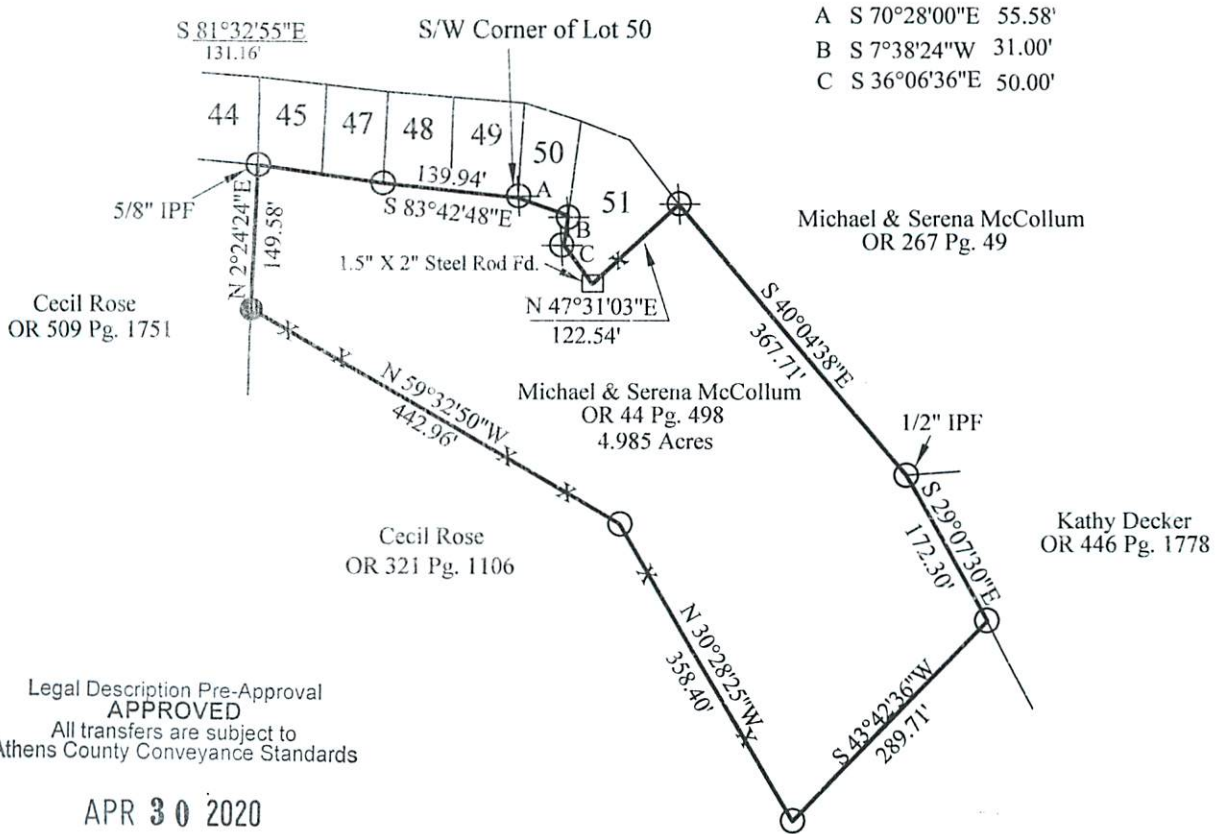 S 81°32'55"E
131.16'
S/W Corner of Lot 50
A S 70°28'00"E 55.58'
B S 7°38'24"W 31.00'
C S 36°06'36"E 50.00'
44
45
47
48
49
50
51
139.94'
S 83°42'48"E
A
B
C
5/8" IPF
N 2°24'24"E
149.58'
1.5" X 2" Steel Rod Fd.
N 47°31'03"E
122.54'
Michael & Serena McCollum
OR 267 Pg. 49
Cecil Rose
OR 509 Pg. 1751
S 40°04'38"E
367.71'
N 59°32'50"W
442.96'
Michael & Serena McCollum
OR 44 Pg. 498
4.985 Acres
1/2" IPF
S 29°07'30"E
172.30'
Kathy Decker
OR 446 Pg. 1778
Cecil Rose
OR 321 Pg. 1106
N 30°28'25"W
358.40'
S 43°42'36"W
289.71'
Legal Description Pre-Approval
APPROVED
All transfers are subject to
Athens County Conveyance Standards
APR 30 2020